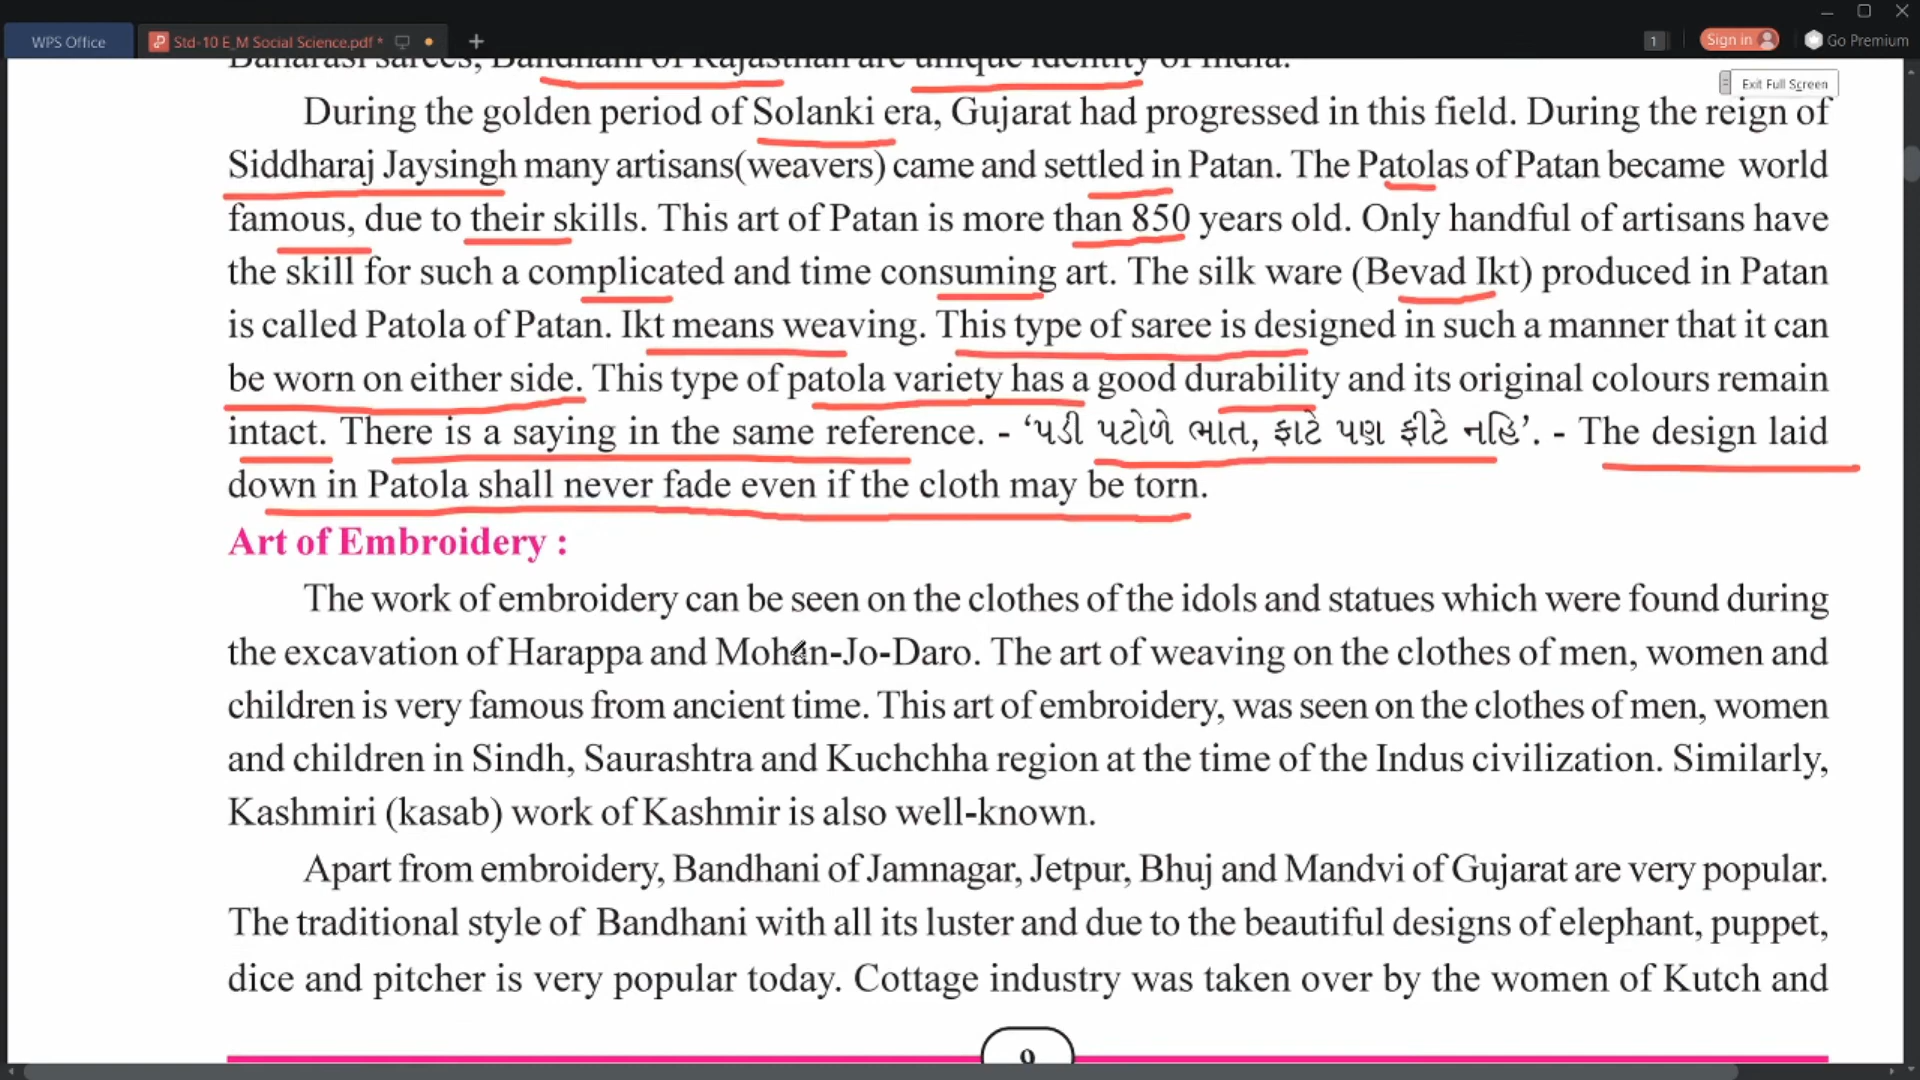 WPS Office
Std-10 E_M Social Science.pdf *
1
Sign in
Go Premium
Exit Full Screen
Banarasi sarees, Bandhani of Rajasthan are unique identity of India.
During the golden period of Solanki era, Gujarat had progressed in this field. During the reign of
Siddharaj Jaysingh many artisans(weavers) came and settled in Patan. The Patolas of Patan became world
famous, due to their skills. This art of Patan is more than 850 years old. Only handful of artisans have
the skill for such a complicated and time consuming art. The silk ware (Bevad Ikt) produced in Patan
is called Patola of Patan. Ikt means weaving. This type of saree is designed in such a manner that it can
be worn on either side. This type of patola variety has a good durability and its original colours remain
intact. There is a saying in the same reference. - ‘પડી પટોળે ભાત, ફાટે પણ ફીટે નહિ’. - The design laid
down in Patola shall never fade even if the cloth may be torn.
Art of Embroidery :
The work of embroidery can be seen on the clothes of the idols and statues which were found during
the excavation of Harappa and Mohan-Jo-Daro. The art of weaving on the clothes of men, women and
children is very famous from ancient time. This art of embroidery, was seen on the clothes of men, women
and children in Sindh, Saurashtra and Kuchchha region at the time of the Indus civilization. Similarly,
Kashmiri (kasab) work of Kashmir is also well-known.
Apart from embroidery, Bandhani of Jamnagar, Jetpur, Bhuj and Mandvi of Gujarat are very popular.
The traditional style of Bandhani with all its luster and due to the beautiful designs of elephant, puppet,
dice and pitcher is very popular today. Cottage industry was taken over by the women of Kutch and
9